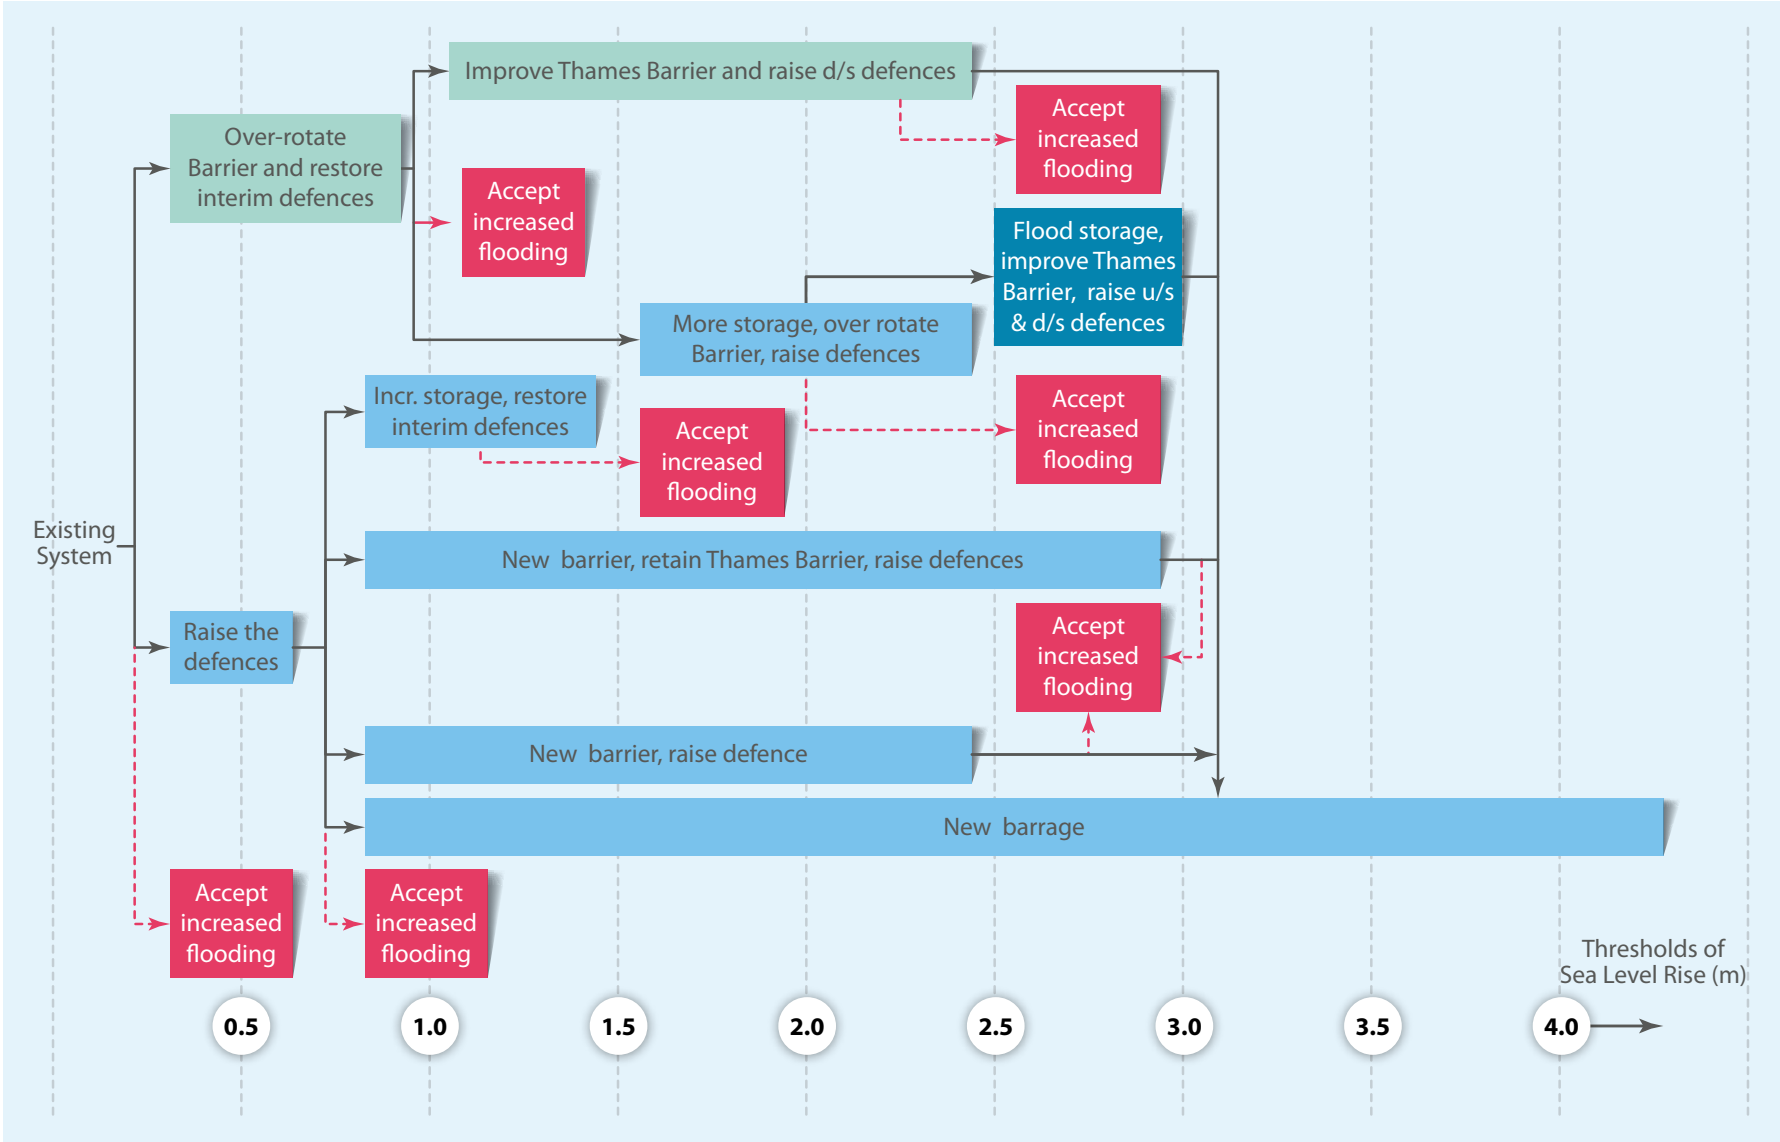 Improve Thames Barrier and raise d/s defences
Accept
increased
flooding
Over-rotate
Barrier and restore
interim defences
Accept
increased
flooding
Flood storage,
improve Thames
Barrier, raise u/s
& d/s defences
More storage, over rotate
Barrier, raise defences
Incr. storage, restore
interim defences
Accept
increased
flooding
Accept
increased
flooding
Existing
System
New barrier, retain Thames Barrier, raise defences
Raise the
defences
Accept
increased
flooding
New barrier, raise defence
New barrage
Accept
increased
flooding
Accept
increased
flooding
Thresholds of
Sea Level Rise (m)
0.5
1.0
1.5
2.0
2.5
3.0
3.5
4.0